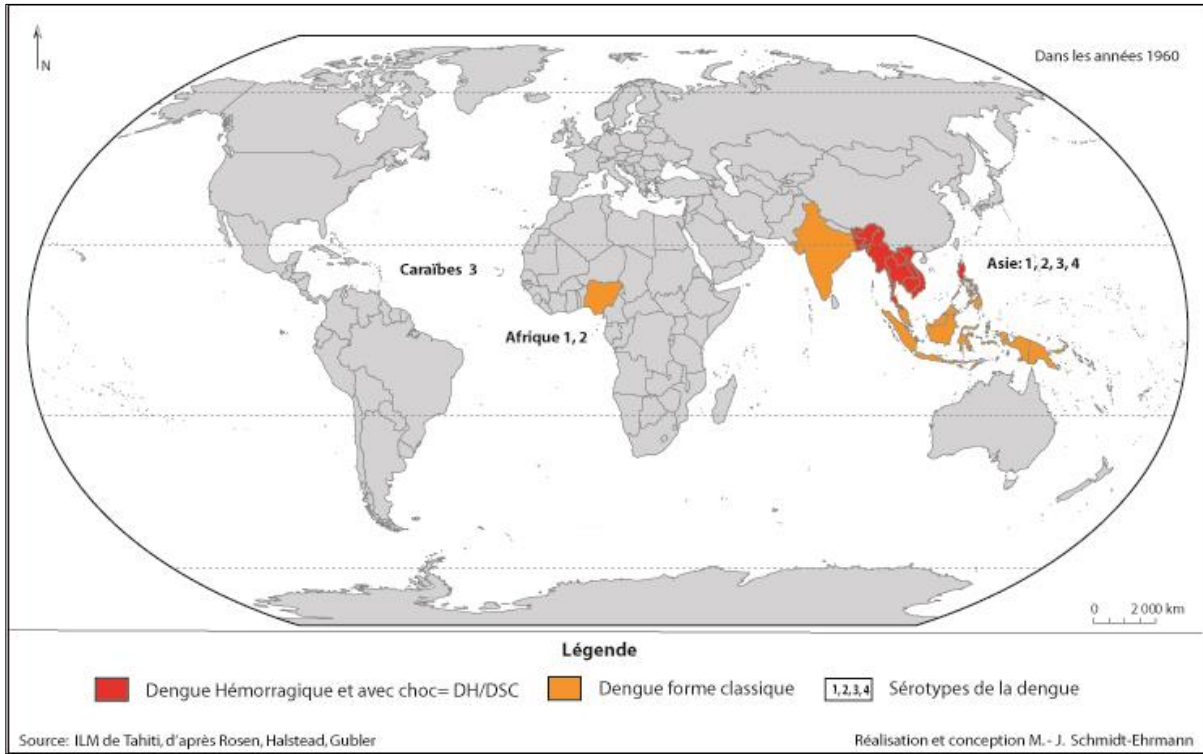 N
Dans les années 1960
Caraïbes 3
Asie: 1, 2, 3, 4
Afrique 1, 2
0 2 000 km
Légende
Dengue Hémorragique et avec choc= DH/DSC
Dengue forme classique
1, 2, 3, 4 Sérotypes de la dengue
Source: ILM de Tahiti, d'après Rosen, Halstead, Gubler
Réalisation et conception M.- J. Schmidt-Ehrmann